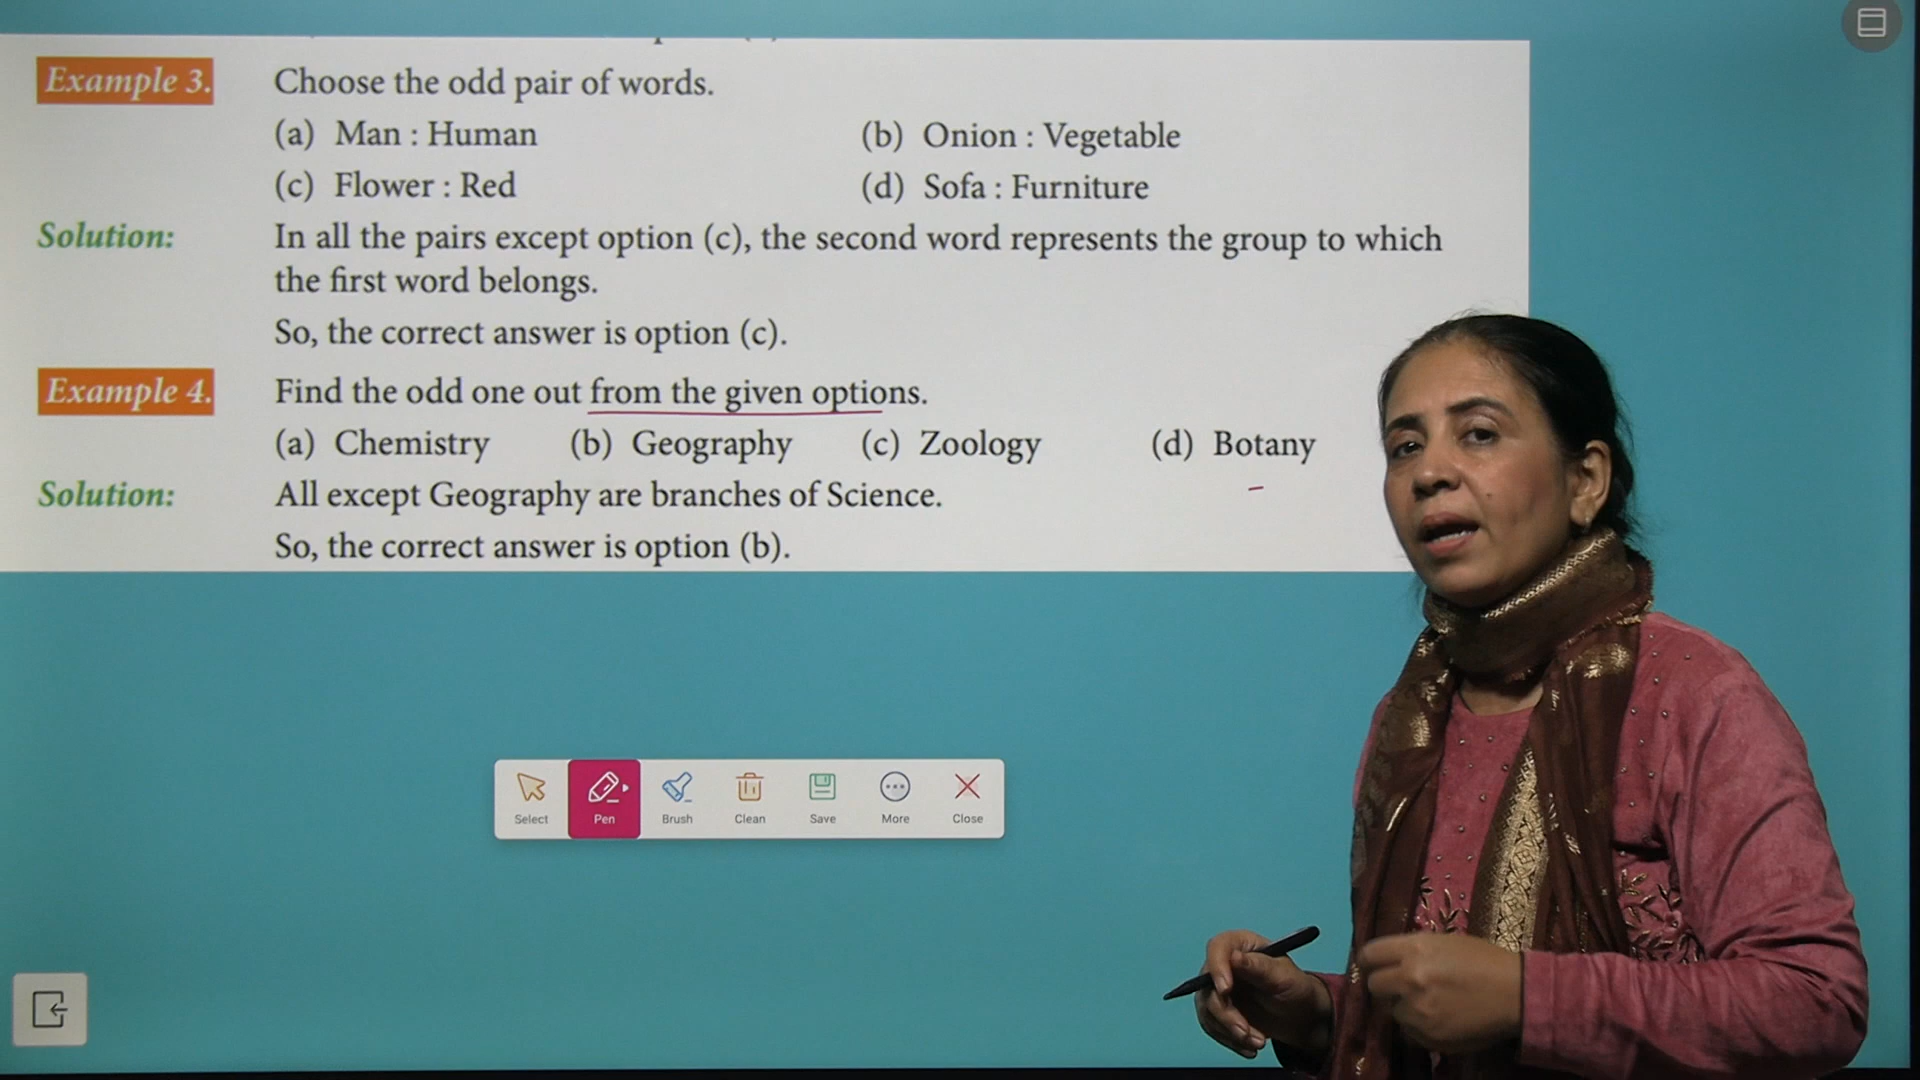 Example 3. Choose the odd pair of words.
(a) Man : Human (b) Onion : Vegetable
(c) Flower : Red (d) Sofa : Furniture
Solution: In all the pairs except option (c), the second word represents the group to which
the first word belongs.
So, the correct answer is option (c).
Example 4. Find the odd one out from the given options.
(a) Chemistry (b) Geography (c) Zoology (d) Botany
Solution: All except Geography are branches of Science.
So, the correct answer is option (b).
Select Pen Brush Clean Save More Close